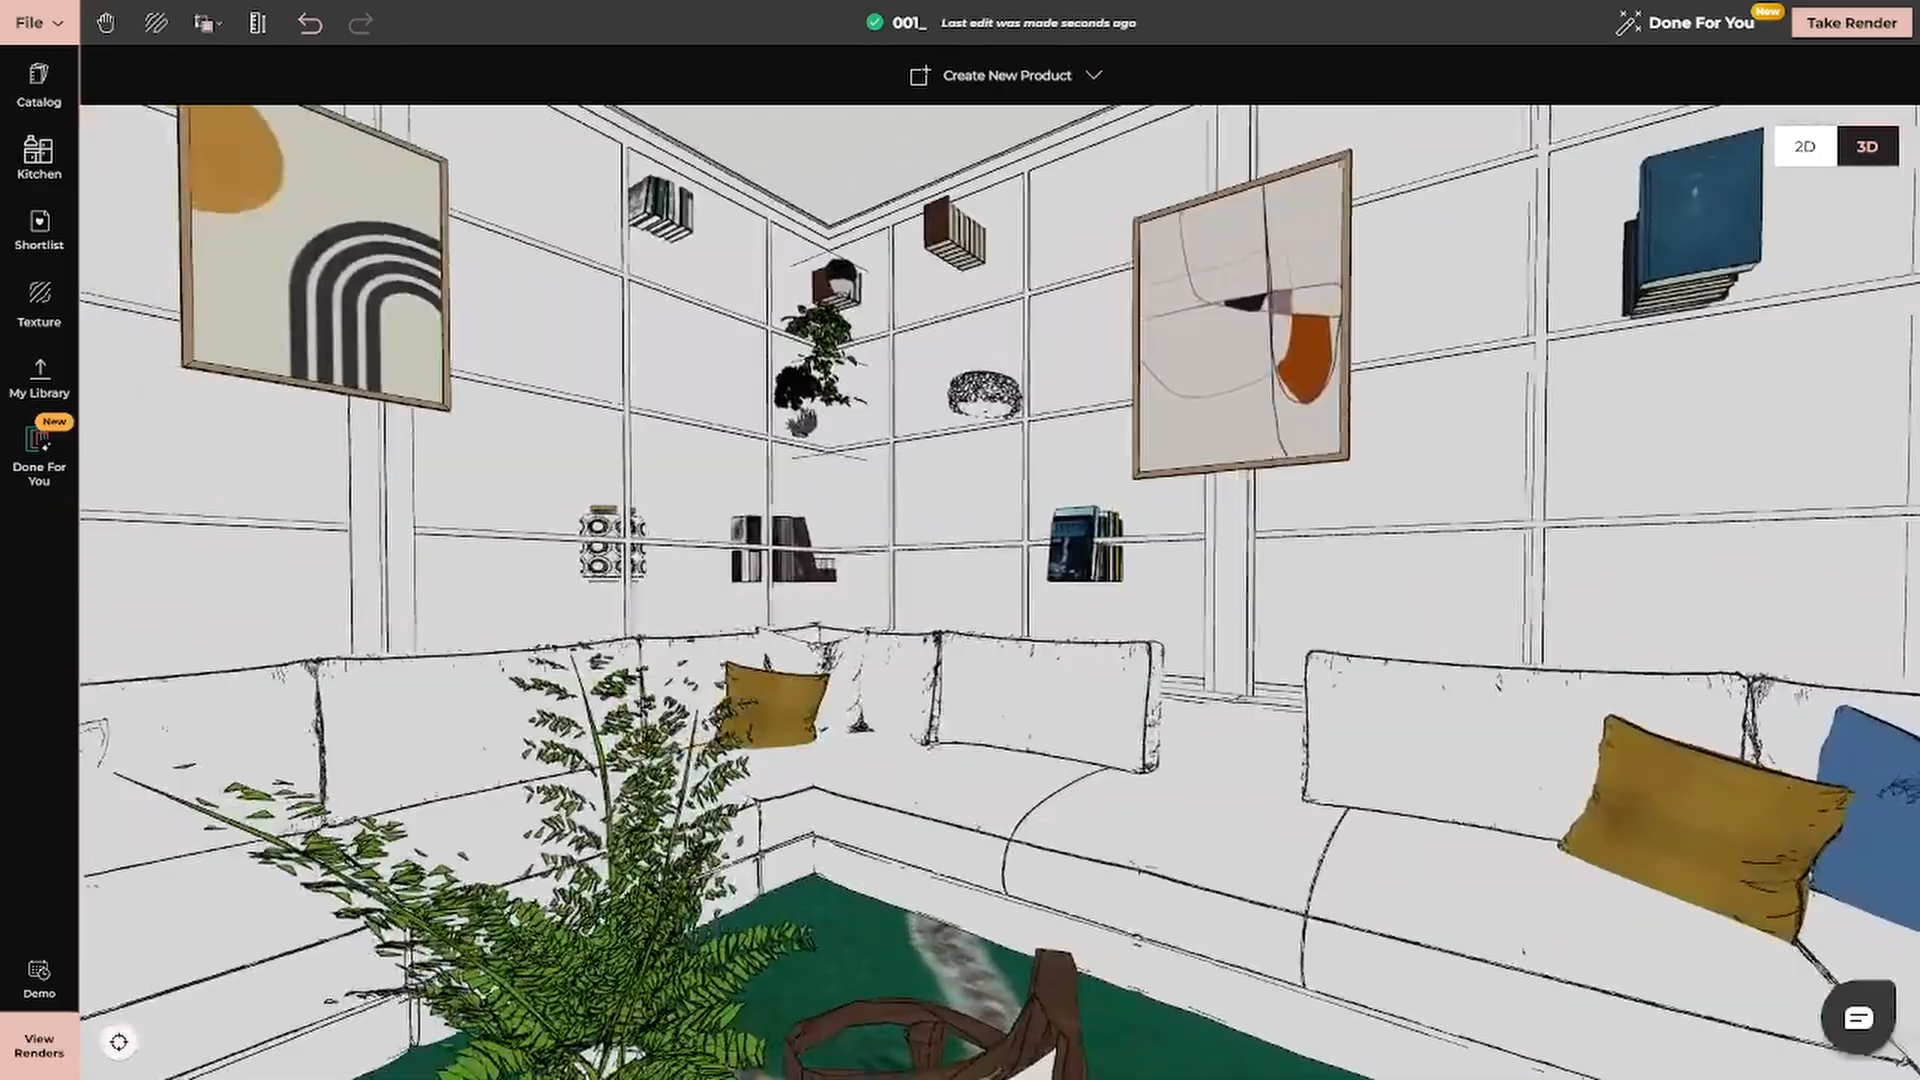 File
001_
Last edit was made seconds ago
Done For You
New
Take Render
Create New Product
Catalog
Kitchen
Shortlist
Texture
My Library
New
Done For
You
Demo
View
Renders
2D
3D